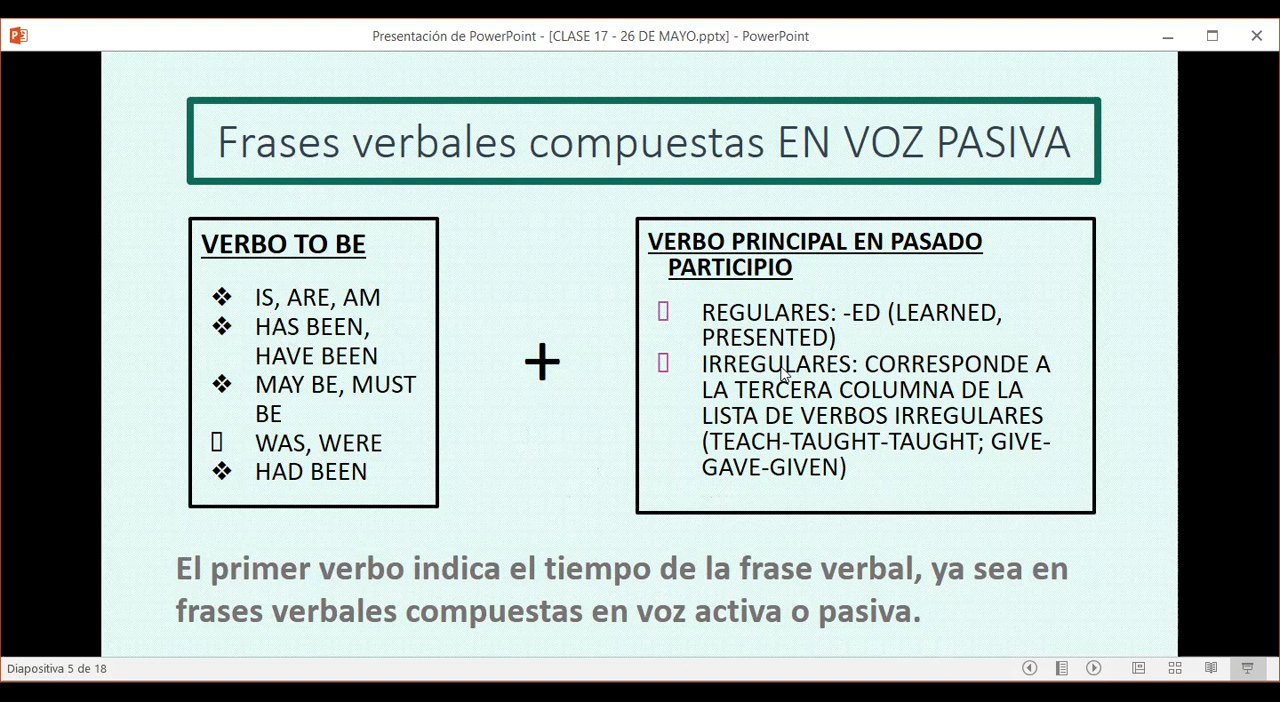 Presentación de PowerPoint - [CLASE 17 - 26 DE MAYO.pptx] - PowerPoint
Frases verbales compuestas EN VOZ PASIVA
VERBO TO BE
IS, ARE, AM
HAS BEEN,
HAVE BEEN
MAY BE, MUST
BE
WAS, WERE
HAD BEEN
+
VERBO PRINCIPAL EN PASADO
PARTICIPIO
REGULARES: -ED (LEARNED,
PRESENTED)
IRREGULARES: CORRESPONDE A
LA TERCERA COLUMNA DE LA
LISTA DE VERBOS IRREGULARES
(TEACH-TAUGHT-TAUGHT; GIVE-
GAVE-GIVEN)
El primer verbo indica el tiempo de la frase verbal, ya sea en
frases verbales compuestas en voz activa o pasiva.
Diapositiva 5 de 18